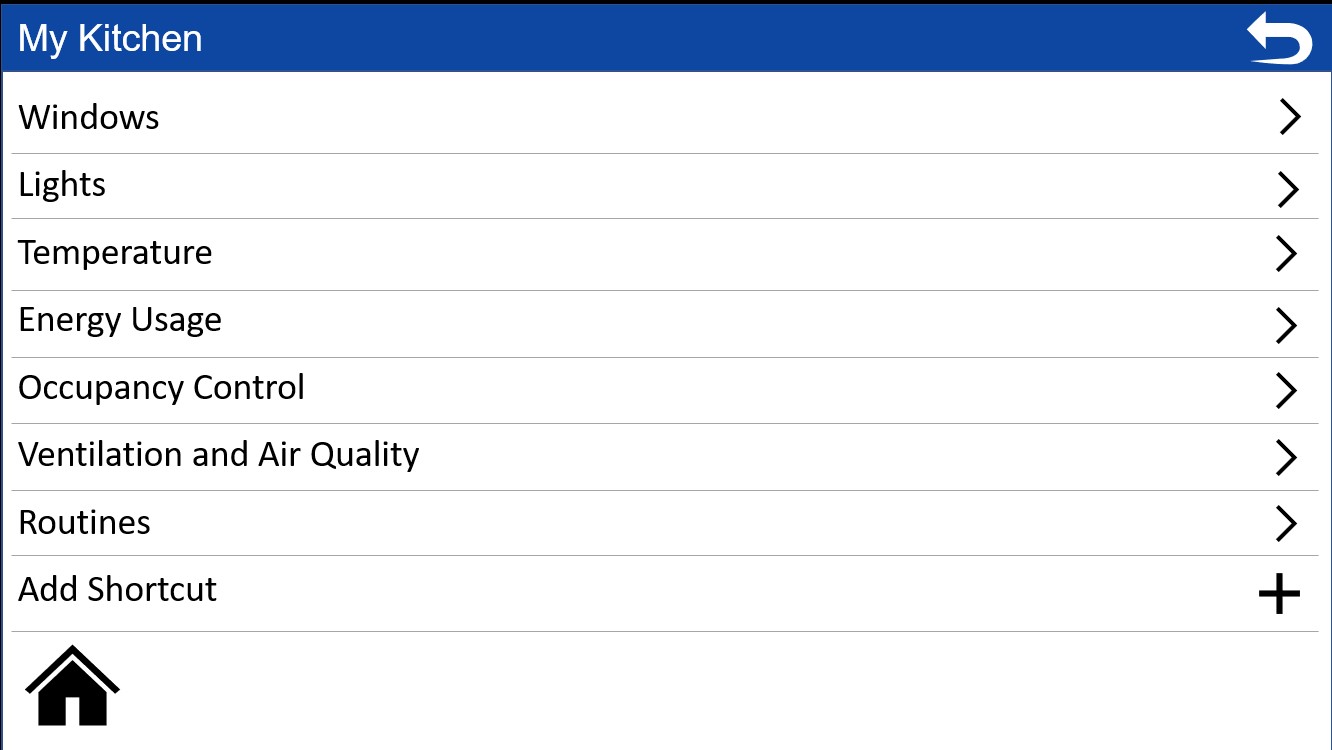 My Kitchen
Windows
Lights
Temperature
Energy Usage
Occupancy Control
Ventilation and Air Quality
Routines
Add Shortcut